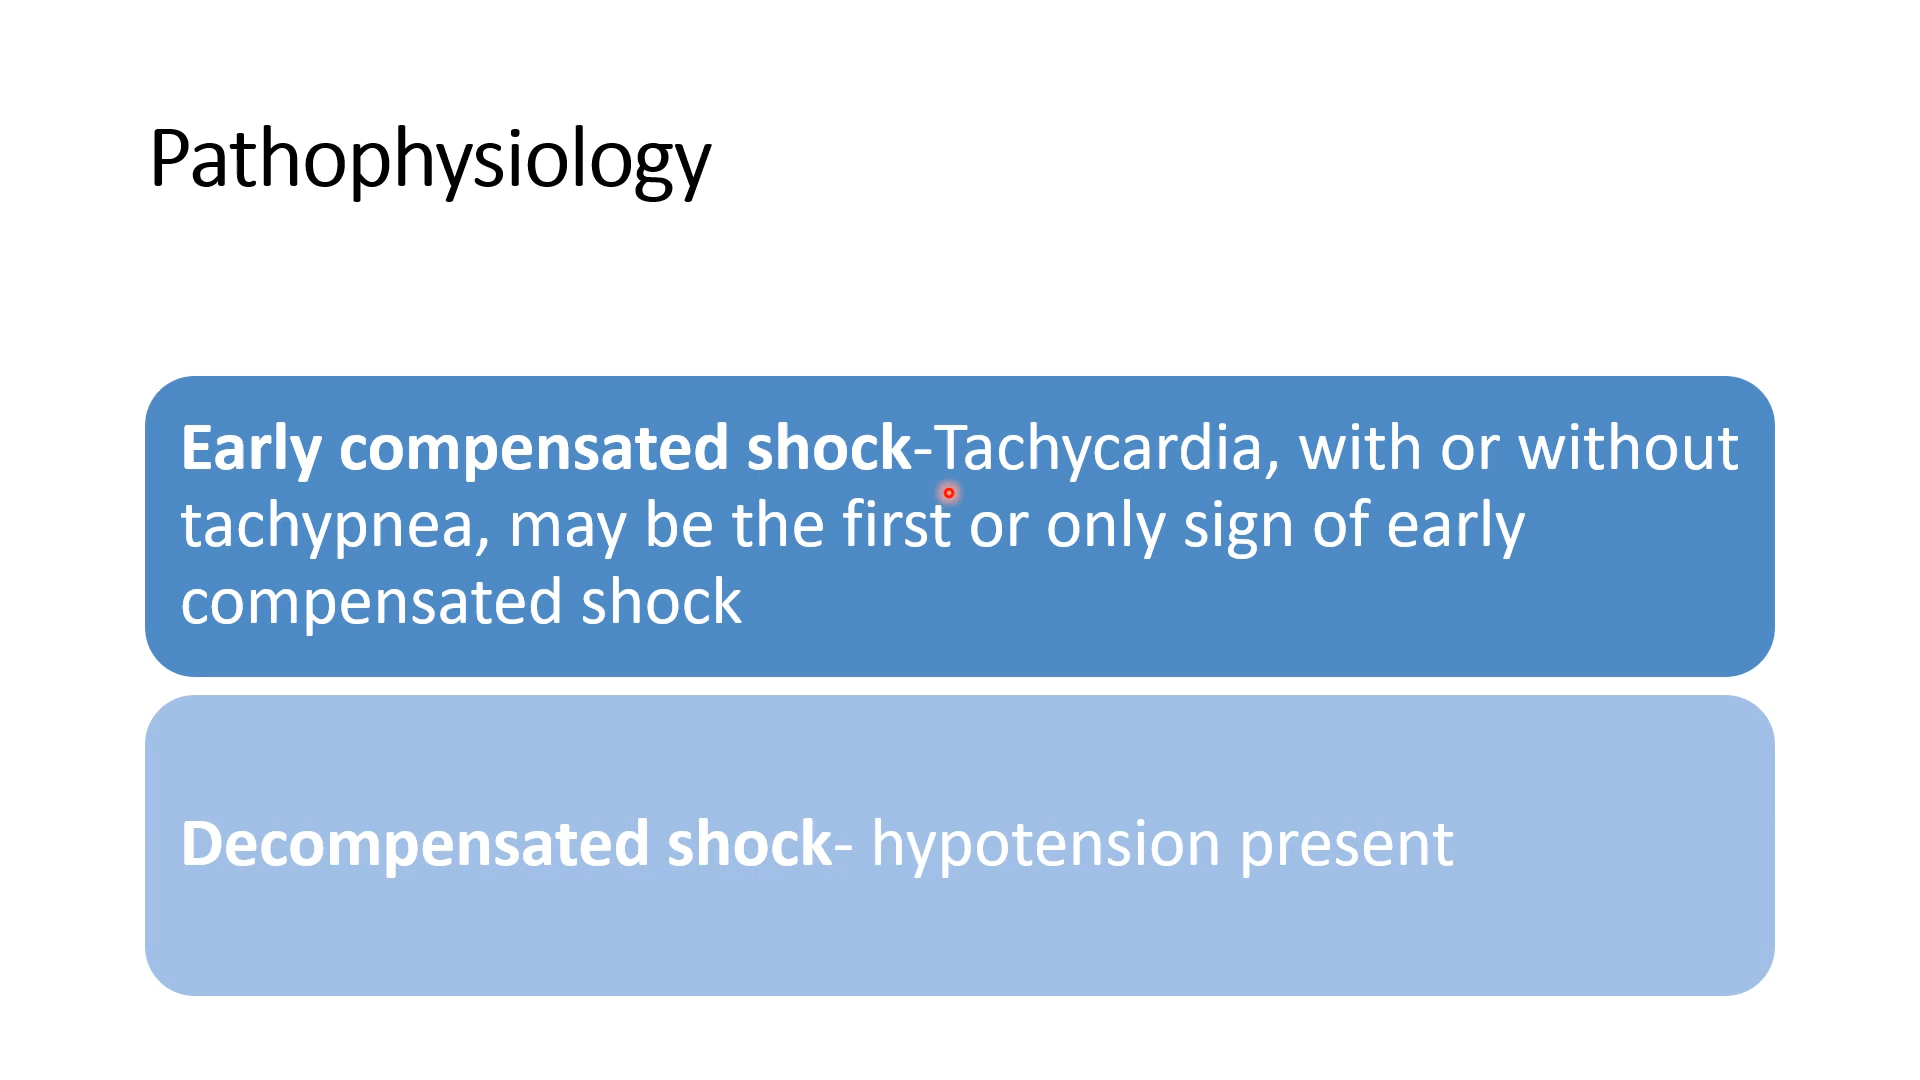 Pathophysiology
Early compensated shock-Tachycardia, with or without
tachypnea, may be the first or only sign of early
compensated shock
Decompensated shock- hypotension present